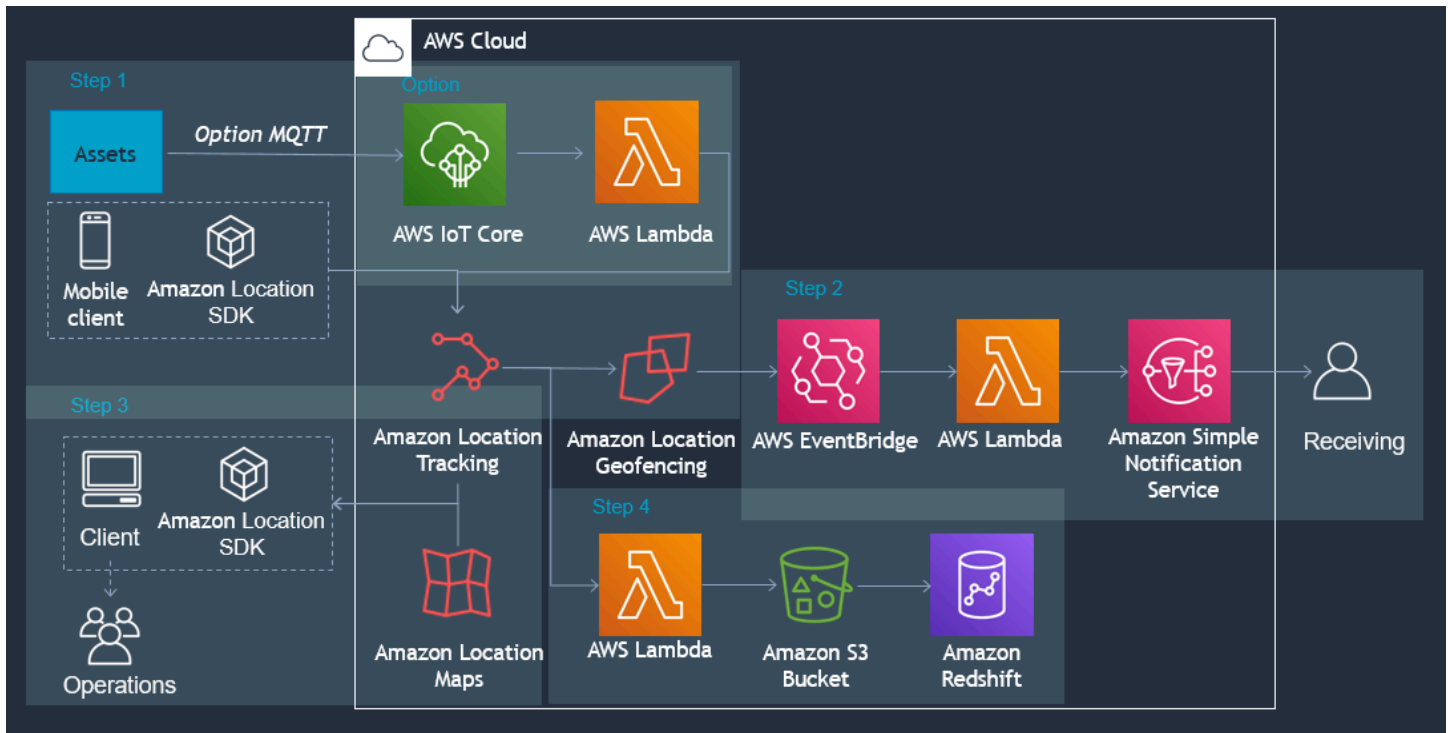 AWS Cloud
Step 1
Option
Assets
Option MQTT
AWS IoT Core
AWS Lambda
Mobile
client
Amazon Location
SDK
Step 2
Amazon Location
Tracking
Amazon Location
Geofencing
AWS EventBridge
AWS Lambda
Amazon Simple
Notification
Service
Receiving
Step 3
Client
Amazon Location
SDK
Operations
Amazon Location
Maps
Step 4
AWS Lambda
Amazon S3
Bucket
Amazon
Redshift